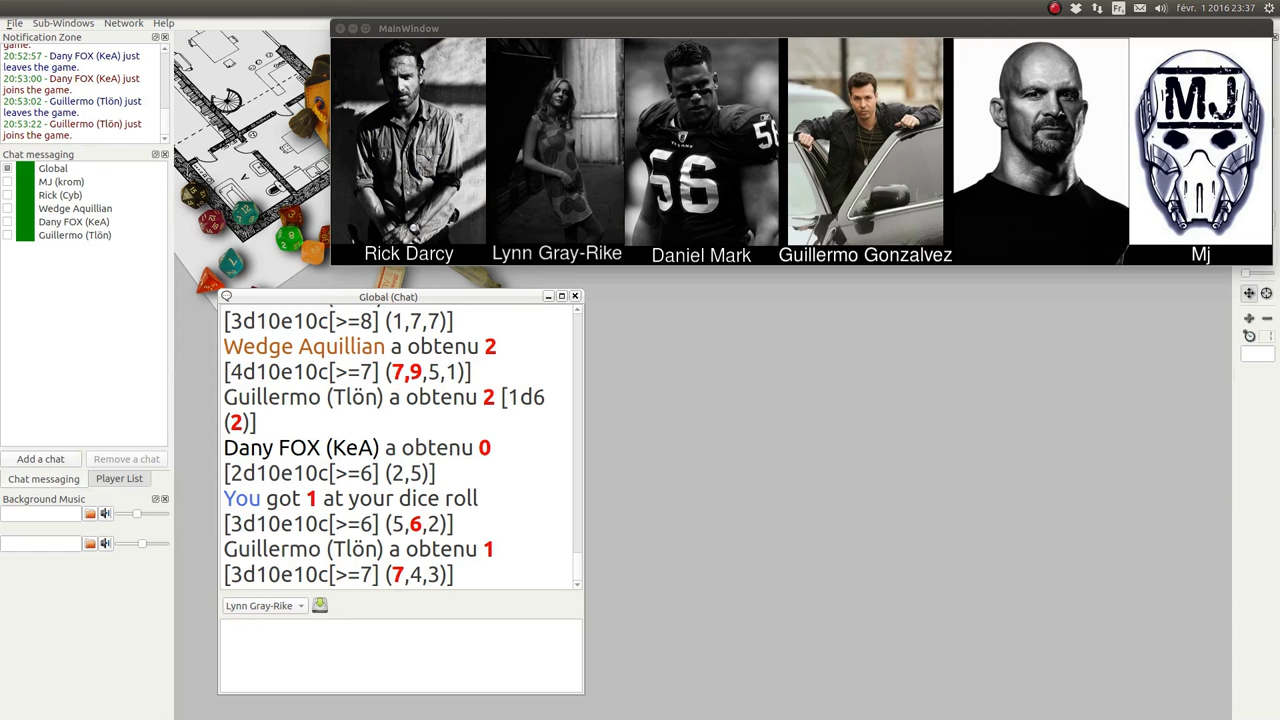 Fr,
févr. 1 2016 23:37
File Sub-Windows Network Help
MainWindow
Notification Zone
game.
20:52:57 - Dany FOX (KeA) just
leaves the game.
20:53:00 - Dany FOX (KeA) just
joins the game.
20:53:02 - Guillermo (Tlön) just
leaves the game.
20:53:22 - Guillermo (Tlön) just
joins the game.
Chat messaging
Global
MJ (krom)
Rick (Cyb)
Wedge Aquillian
Dany FOX (KeA)
Guillermo (Tlön)
Add a chat Remove a chat
Chat messaging Player List
Background Music
56
56
MJ
Rick Darcy
Lynn Gray-Rike
Daniel Mark
Guillermo Gonzalvez
Mj
Global (Chat)
[3d10e10c[>=8] (1,7,7)]
Wedge Aquillian a obtenu 2
[4d10e10c[>=7] (7,9,5,1)]
Guillermo (Tlön) a obtenu 2 [1d6
(2)]
Dany FOX (KeA) a obtenu 0
[2d10e10c[>=6] (2,5)]
You got 1 at your dice roll
[3d10e10c[>=6] (5,6,2)]
Guillermo (Tlön) a obtenu 1
[3d10e10c[>=7] (7,4,3)]
Lynn Gray-Rike